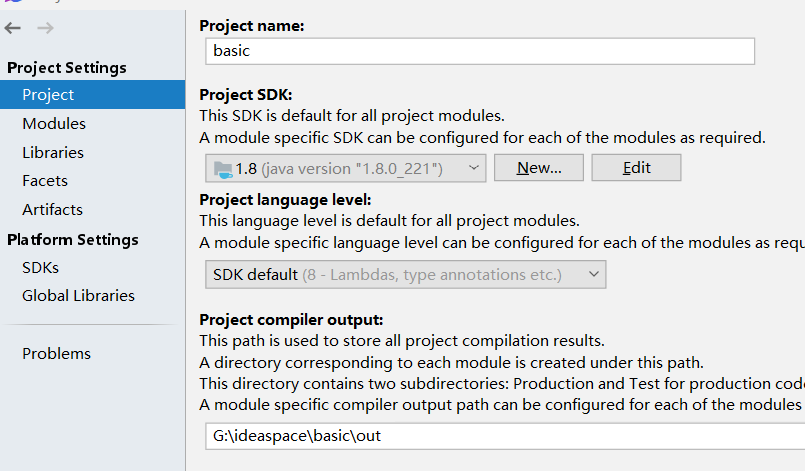 Project Settings
Project
Modules
Libraries
Facets
Artifacts
Platform Settings
SDKs
Global Libraries
Problems
Project name:
basic
Project SDK:
This SDK is default for all project modules.
A module specific SDK can be configured for each of the modules as required.
1.8 (java version "1.8.0_221")
New...
Edit
Project language level:
This language level is default for all project modules.
A module specific language level can be configured for each of the modules as requ
SDK default (8 - Lambdas, type annotations etc.)
Project compiler output:
This path is used to store all project compilation results.
A directory corresponding to each module is created under this path.
This directory contains two subdirectories: Production and Test for production code
A module specific compiler output path can be configured for each of the modules
G:\ideaspace\basic\out